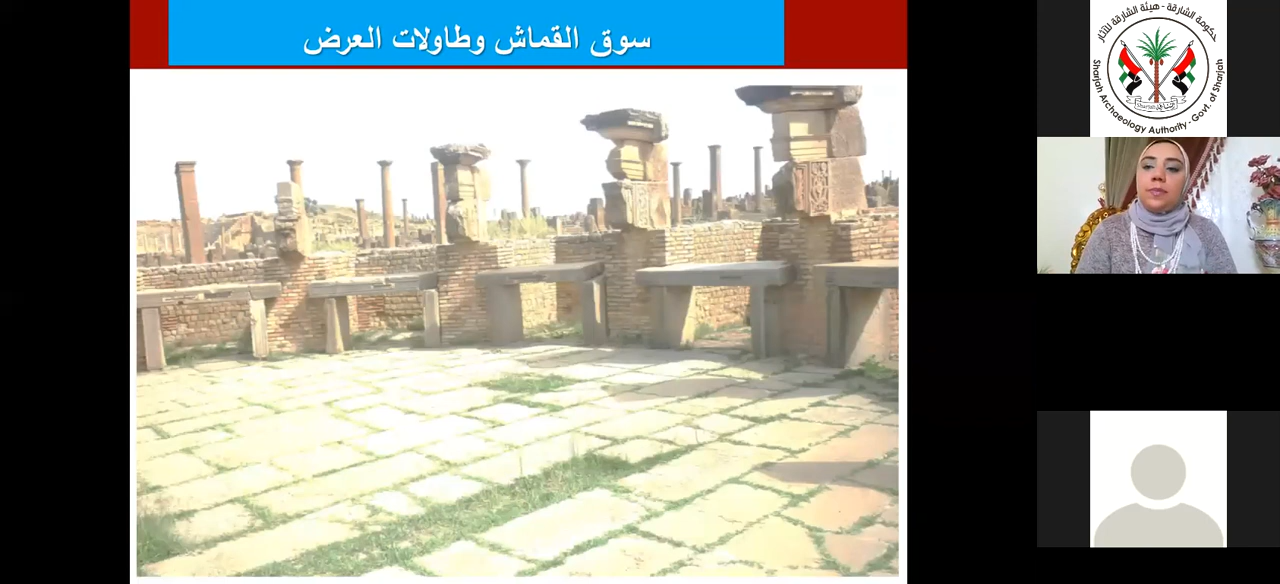 سوق القماش وطاولات العرض
حكومة الشارقة - هيئة الشارقة للآثار
Sharjah Archaeology Authority - Govt. of Sharjah